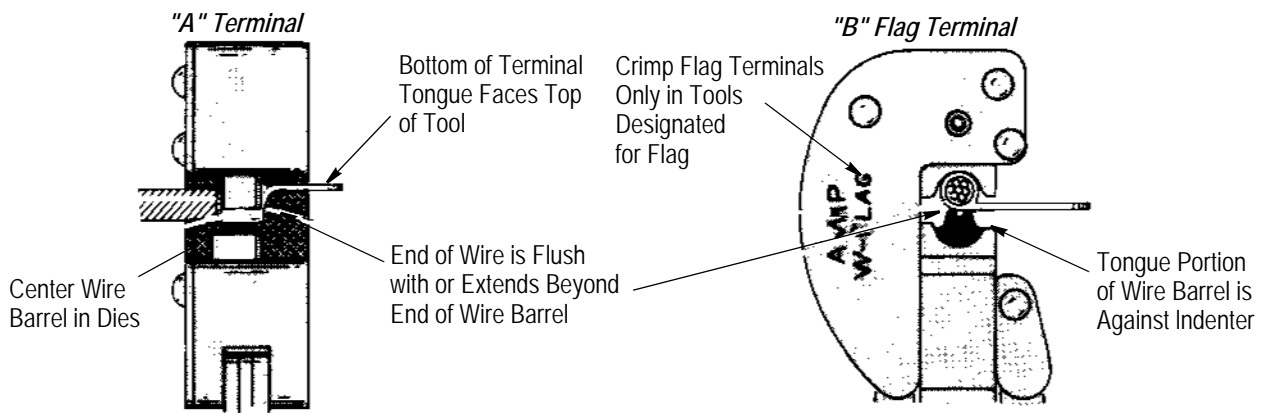 "A" Terminal
"B" Flag Terminal
Bottom of Terminal
Tongue Faces Top
of Tool
Crimp Flag Terminals
Only in Tools
Designated
for Flag
AMP
W-FLAG
Center Wire
Barrel in Dies
End of Wire is Flush
with or Extends Beyond
End of Wire Barrel
Tongue Portion
of Wire Barrel is
Against Indenter